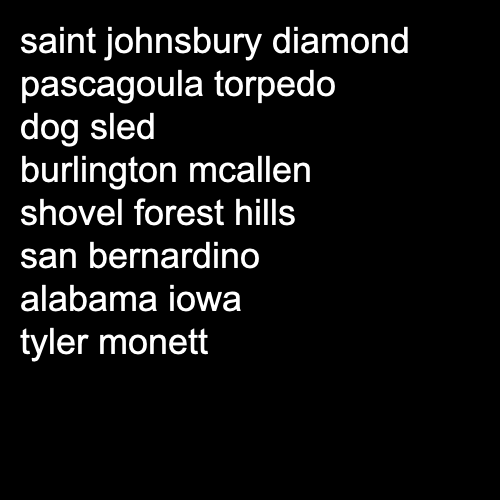 saint johnsbury diamond
pascagoula torpedo
dog sled
burlington mcallen
shovel forest hills
san bernardino
alabama iowa
tyler monett